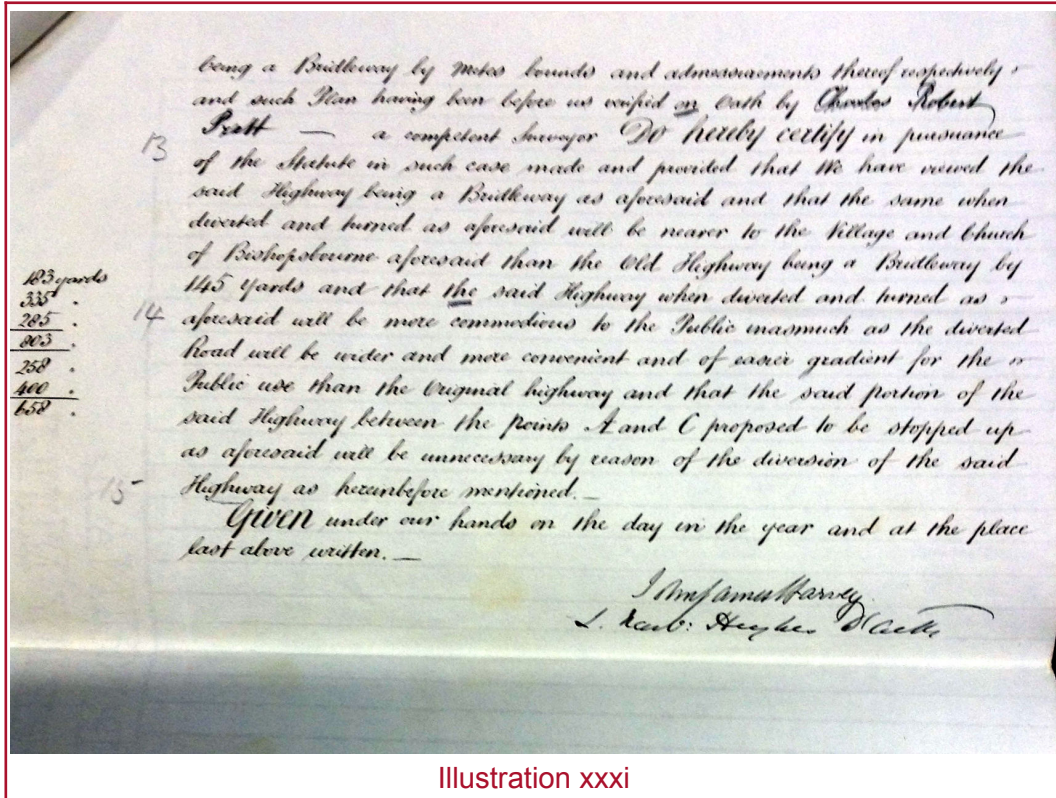 being a Bridleway by Metes bounds and admeasurements thereof respectively
and such Plan having been before us verified on Oath by Charles Robert
Pratt — a competent Surveyor Do hereby certify in pursuance
13
of the Statute in such case made and provided that We have viewed the
said Highway being a Bridleway as aforesaid and that the same when
diverted and turned as aforesaid will be nearer to the Village and Church
of Bishopsbourne aforesaid than the Old Highway being a Bridleway by
145 yards and that the said Highway when diverted and turned as
14
aforesaid will be more commodious to the Public inasmuch as the diverted
Road will be wider and more convenient and of easier gradient for the
Public use than the Original highway and that the said portion of the
said Highway between the points A and C proposed to be stopped up
as aforesaid will be unnecessary by reason of the diversion of the said
15
Highway as hereinbefore mentioned. —
Given under our hands on the day in the year and at the place
last above written. —
183 yards
335 .
285 .
803 .
258 .
400 .
658 .
John James Harvey
Hughes
Illustration xxxi